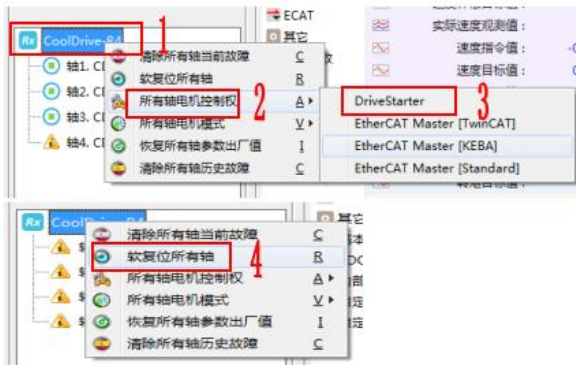 ECAT
其它
CoolDrive-R4
1
清除所有轴当前故障 C
软复位所有轴 R
所有轴电机控制权 A
2
所有轴电机模式 V
恢复所有轴参数出厂值 I
清除所有轴历史故障 C
轴1. C
轴2. C
轴3. C
轴4. C
DriveStarter
3
EtherCAT Master [TwinCAT]
EtherCAT Master [KEBA]
EtherCAT Master [Standard]
实际速度观测值:
速度指令值:
速度目标值:
其它
清除所有轴当前故障 C
软复位所有轴 R
4
所有轴电机控制权 A
所有轴电机模式 V
恢复所有轴参数出厂值 I
清除所有轴历史故障 C